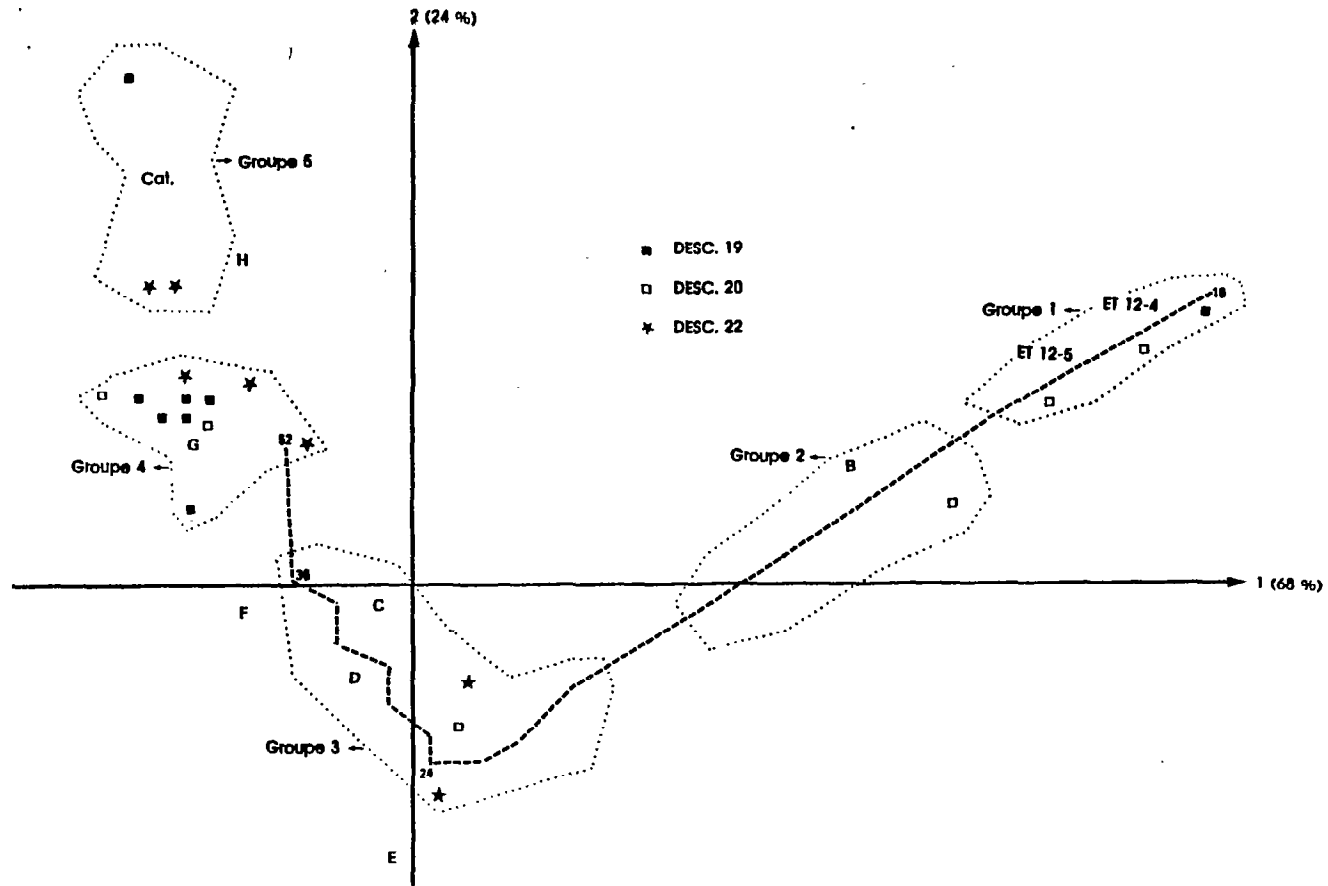 2 (24 %)
Groupe 5
Cat.
H
DESC. 19
DESC. 20
DESC. 22
Groupe 1
ET 12-4
18
ET 12-5
G
52
Groupe 4
Groupe 2
B
36
1 (68 %)
F
C
D
Groupe 3
24
E